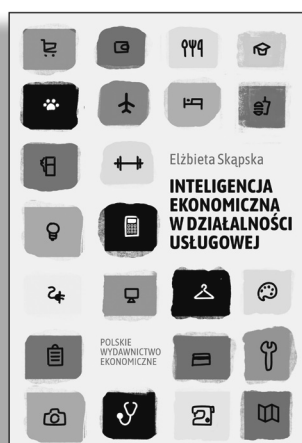 Elżbieta Skąpska
INTELIGENCJA
EKONOMICZNA
W DZIAŁALNOŚCI
USŁUGOWEJ
POLSKIE
WYDAWNICTWO
EKONOMICZNE